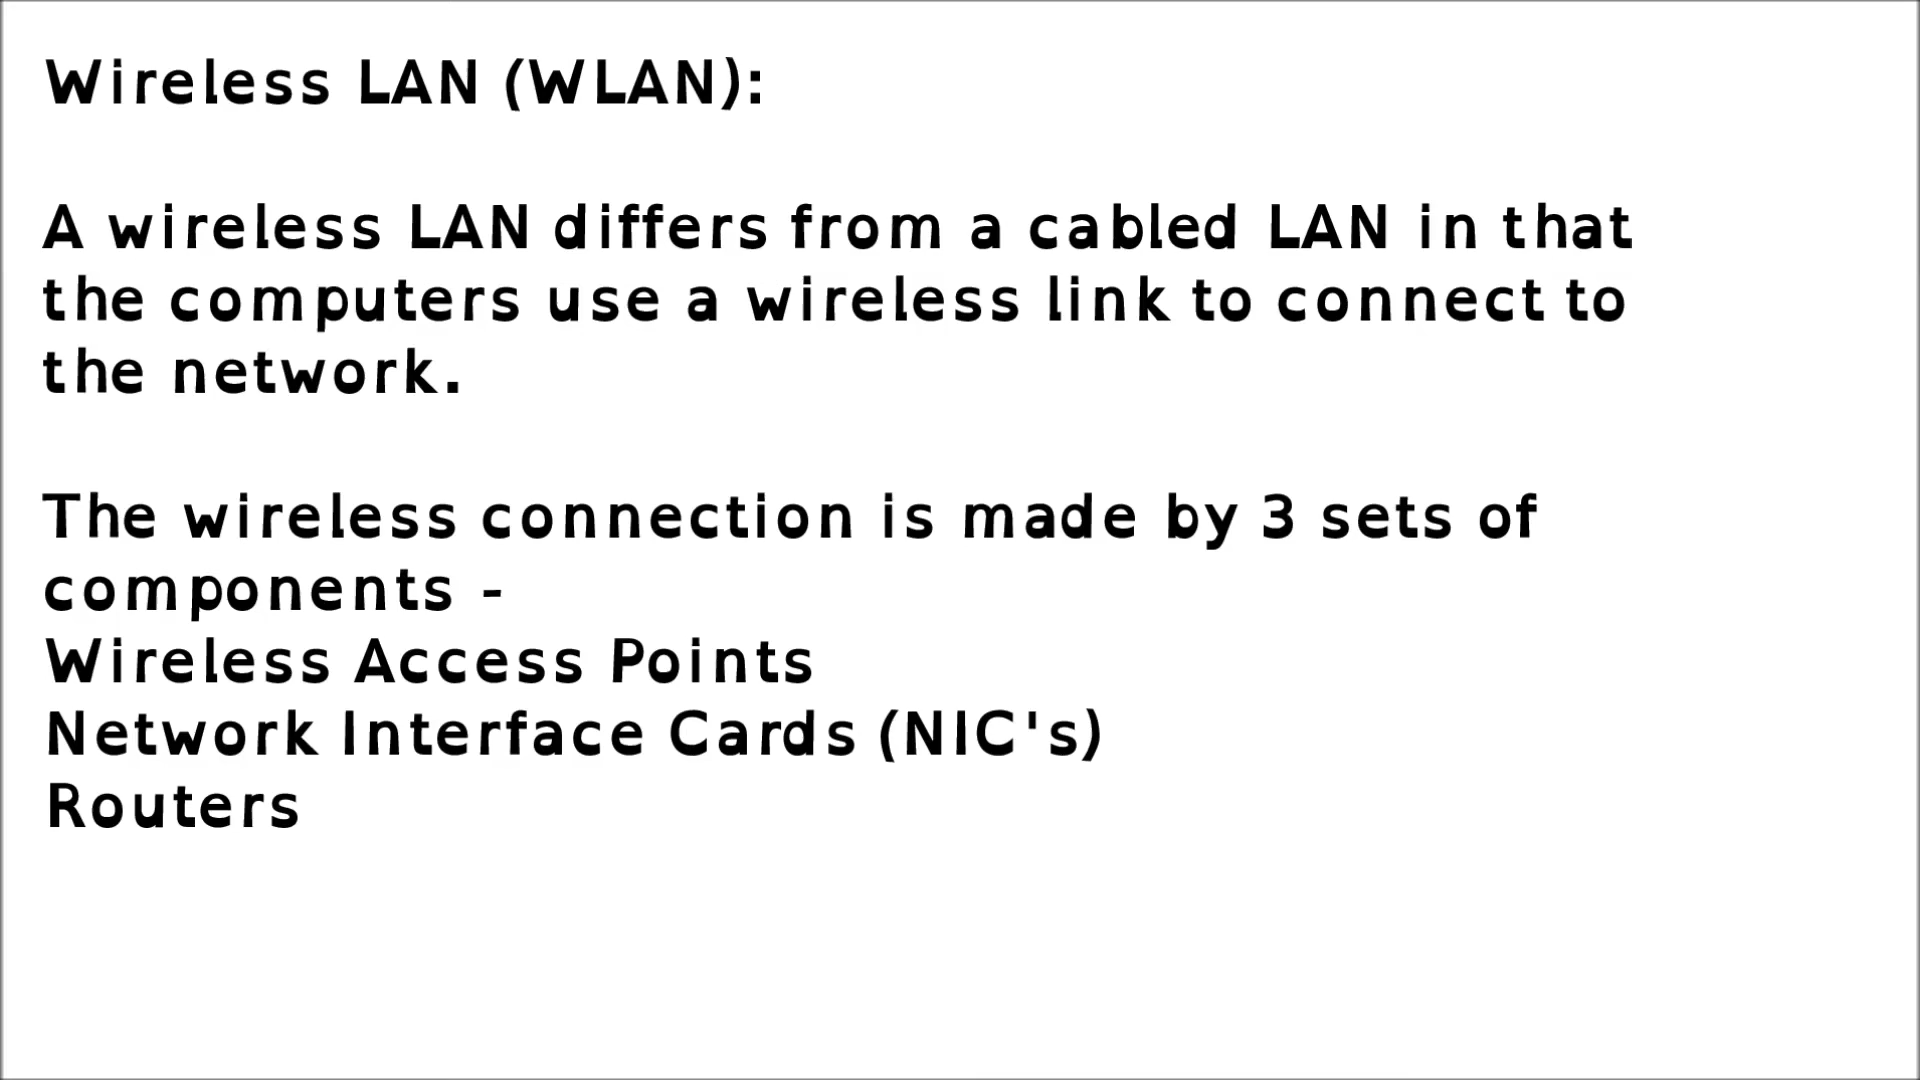 Wireless LAN (WLAN):
A wireless LAN differs from a cabled LAN in that
the computers use a wireless link to connect to
the network.
The wireless connection is made by 3 sets of
components -
Wireless Access Points
Network Interface Cards (NIC's)
Routers